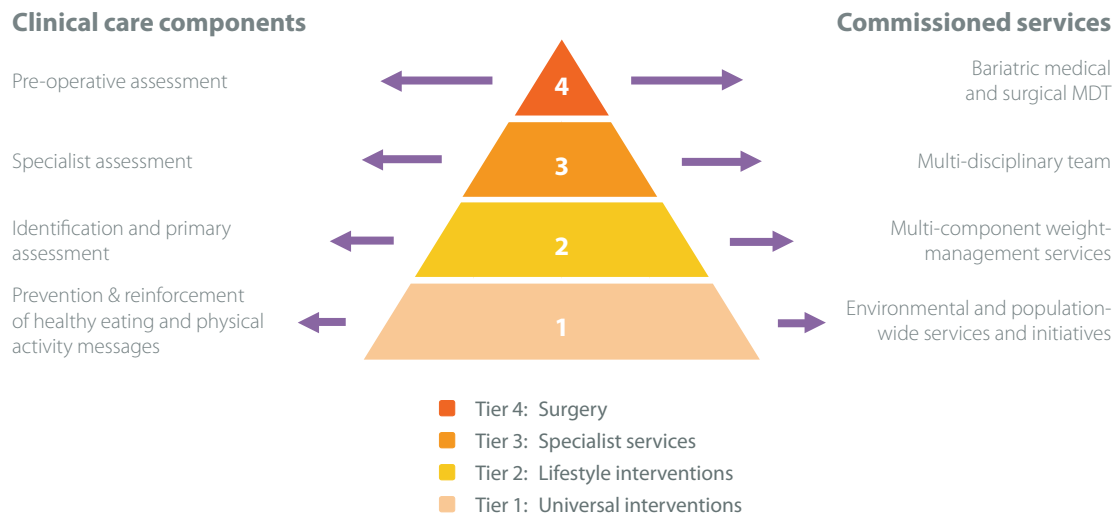 Clinical care components
Commissioned services
Pre-operative assessment
4
Bariatric medical
and surgical MDT
Specialist assessment
3
Multi-disciplinary team
Identification and primary
assessment
2
Multi-component weight-
management services
Prevention & reinforcement
of healthy eating and physical
activity messages
1
Environmental and population-
wide services and initiatives
Tier 4: Surgery
Tier 3: Specialist services
Tier 2: Lifestyle interventions
Tier 1: Universal interventions